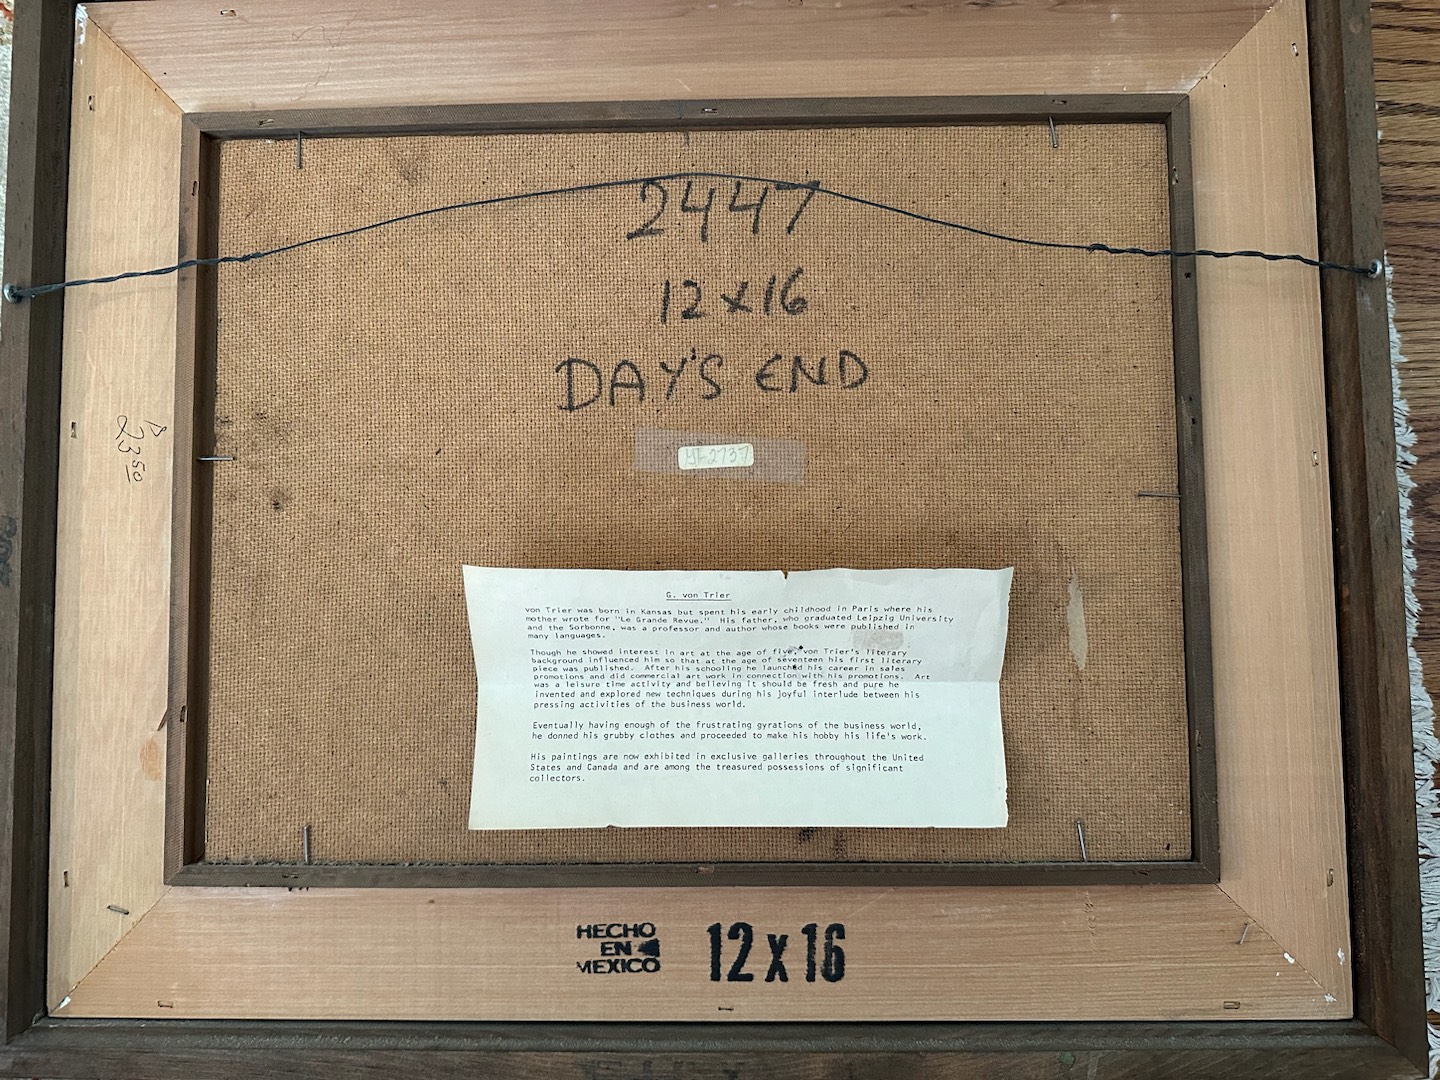 2447
12 x 16
DAY'S END
2737
23 50
G. von Trier
von Trier was born in Kansas but spent his early childhood in Paris where his
mother wrote for "Le Grande Revue." His father, who graduated Leipzig University
and the Sorbonne, was a professor and author whose books were published in
many languages.
Though he showed interest in art at the age of five, von Trier's literary
background influenced him so that at the age of seventeen his first literary
piece was published. After his schooling he launched his career in sales
promotions and did commercial art work in connection with his promotions. Art
was a leisure time activity and believing it should be fresh and pure he
invented and explored new techniques during his joyful interlude between his
pressing activities of the business world.
Eventually having enough of the frustrating gyrations of the business world,
he donned his grubby clothes and proceeded to make his hobby his life's work.
His paintings are now exhibited in exclusive galleries throughout the United
States and Canada and are among the treasured possessions of significant
collectors.
HECHO
EN
MEXICO
12 x 16